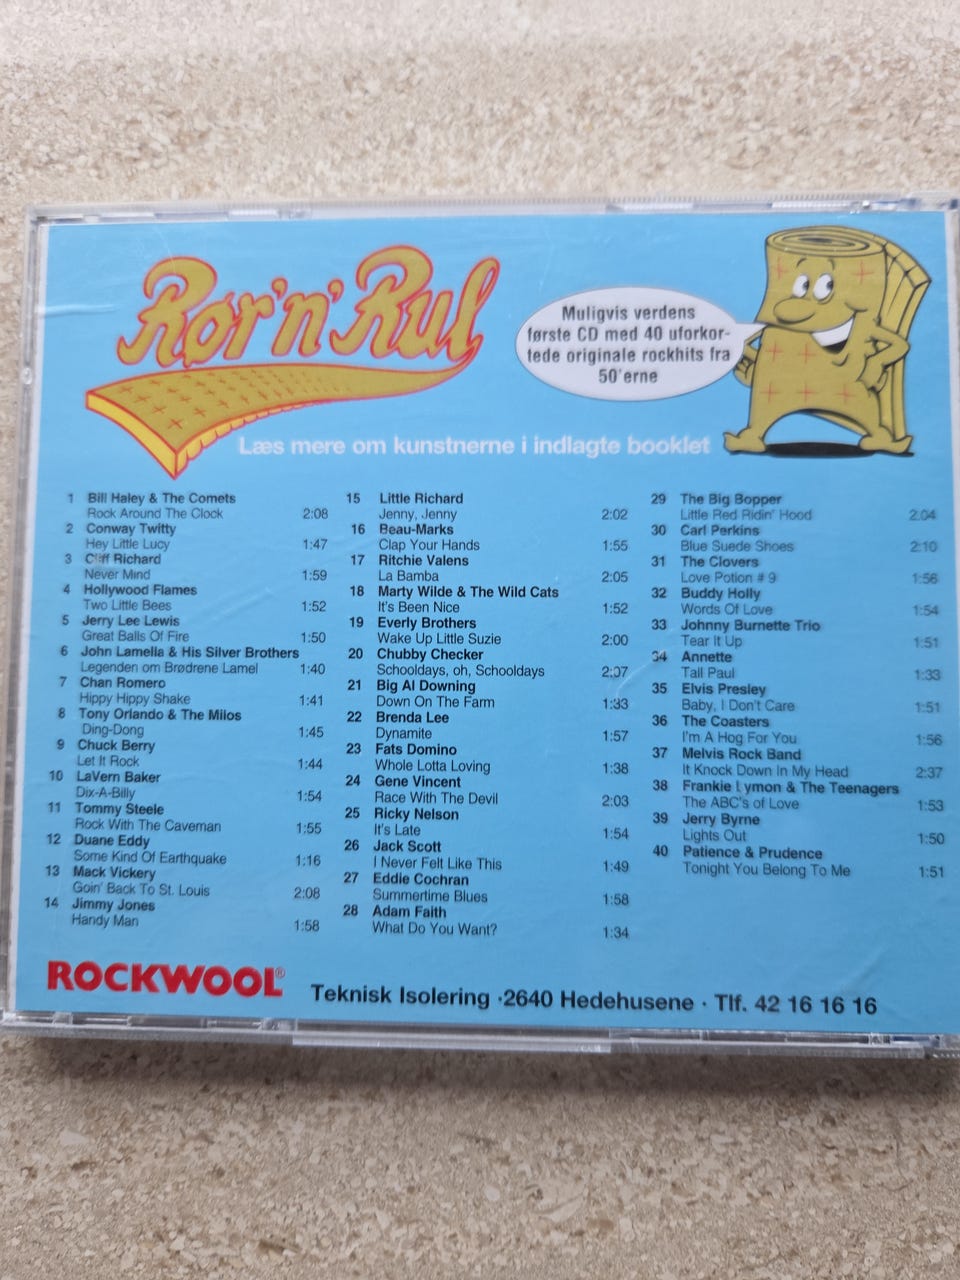 Rør'n'Rul
Muligvis verdens
første CD med 40 uforkor-
tede originale rockhits fra
50'erne
Læs mere om kunstnerne i indlagte booklet
1 Bill Haley & The Comets
Rock Around The Clock 2:08
2 Conway Twitty
Hey Little Lucy 1:47
3 Cliff Richard
Never Mind 1:59
4 Hollywood Flames
Two Little Bees 1:52
5 Jerry Lee Lewis
Great Balls Of Fire 1:50
6 John Lamella & His Silver Brothers
Legenden om Brødrene Lamel 1:40
7 Chan Romero
Hippy Hippy Shake 1:41
8 Tony Orlando & The Milos
Ding-Dong 1:45
9 Chuck Berry
Let It Rock 1:44
10 LaVern Baker
Dix-A-Billy 1:54
11 Tommy Steele
Rock With The Caveman 1:55
12 Duane Eddy
Some Kind Of Earthquake 1:16
13 Mack Vickery
Goin' Back To St. Louis 2:08
14 Jimmy Jones
Handy Man 1:58
15 Little Richard
Jenny, Jenny 2:02
16 Beau-Marks
Clap Your Hands 1:55
17 Ritchie Valens
La Bamba 2:05
18 Marty Wilde & The Wild Cats
It's Been Nice 1:52
19 Everly Brothers
Wake Up Little Suzie 2:00
20 Chubby Checker
Schooldays, oh, Schooldays 2:07
21 Big Al Downing
Down On The Farm 1:33
22 Brenda Lee
Dynamite 1:57
23 Fats Domino
Whole Lotta Loving 1:38
24 Gene Vincent
Race With The Devil 2:03
25 Ricky Nelson
It's Late 1:54
26 Jack Scott
I Never Felt Like This 1:49
27 Eddie Cochran
Summertime Blues 1:58
28 Adam Faith
What Do You Want? 1:34
29 The Big Bopper
Little Red Ridin' Hood 2.04
30 Carl Perkins
Blue Suede Shoes 2:10
31 The Clovers
Love Potion # 9 1:56
32 Buddy Holly
Words Of Love 1:54
33 Johnny Burnette Trio
Tear It Up 1:51
34 Annette
Tall Paul 1:33
35 Elvis Presley
Baby, I Don't Care 1:51
36 The Coasters
I'm A Hog For You 1:56
37 Melvis Rock Band
It Knock Down In My Head 2:37
38 Frankie Lymon & The Teenagers
The ABC's of Love 1:53
39 Jerry Byrne
Lights Out 1:50
40 Patience & Prudence
Tonight You Belong To Me 1:51
ROCKWOOL® Teknisk Isolering ·2640 Hedehusene · Tlf. 42 16 16 16